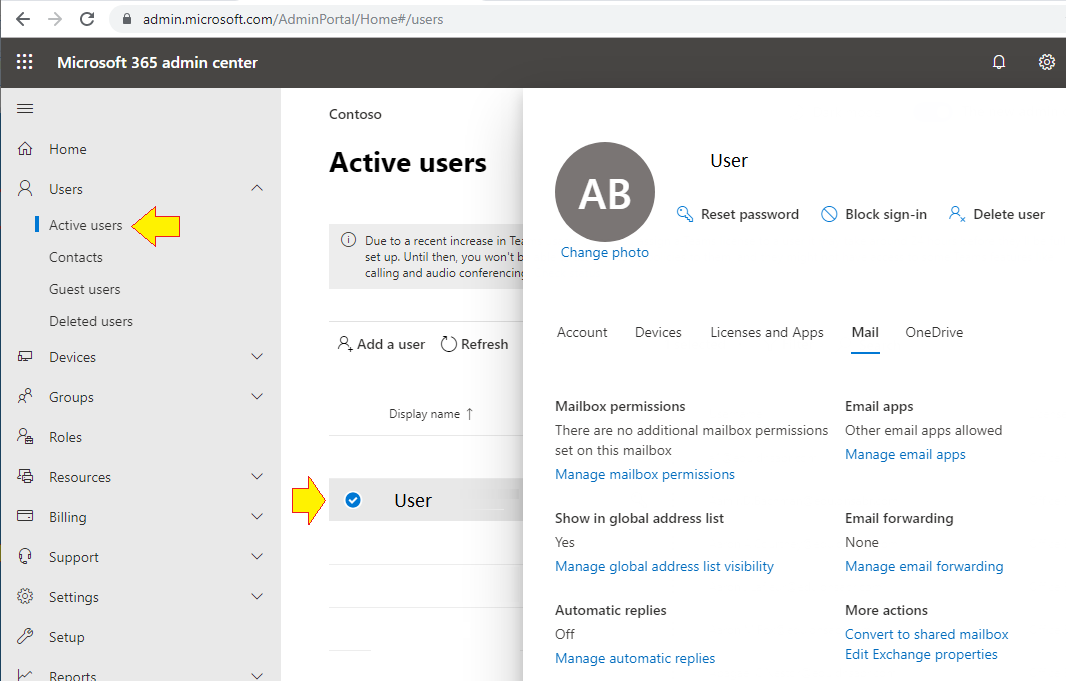 admin.microsoft.com/AdminPortal/Home#/users
Microsoft 365 admin center
Home
Users
Active users
Contacts
Guest users
Deleted users
Devices
Groups
Roles
Resources
Billing
Support
Settings
Setup
Reports
Contoso
Active users
Due to a recent increase in
set up. Until then, you won't
calling and audio conferencing
Add a user
Refresh
Display name ↑
User
AB
Change photo
User
Reset password
Block sign-in
Delete user
Account
Devices
Licenses and Apps
Mail
OneDrive
Mailbox permissions
There are no additional mailbox permissions
set on this mailbox
Manage mailbox permissions
Email apps
Other email apps allowed
Manage email apps
Show in global address list
Yes
Manage global address list visibility
Email forwarding
None
Manage email forwarding
Automatic replies
Off
Manage automatic replies
More actions
Convert to shared mailbox
Edit Exchange properties